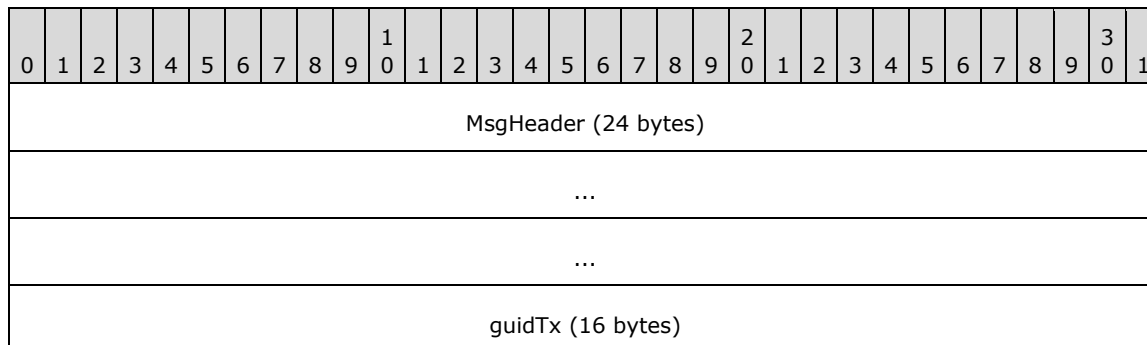 1 2 3
0 1 2 3 4 5 6 7 8 9 0 1 2 3 4 5 6 7 8 9 0 1 2 3 4 5 6 7 8 9 0 1
MsgHeader (24 bytes)
...
...
guidTx (16 bytes)